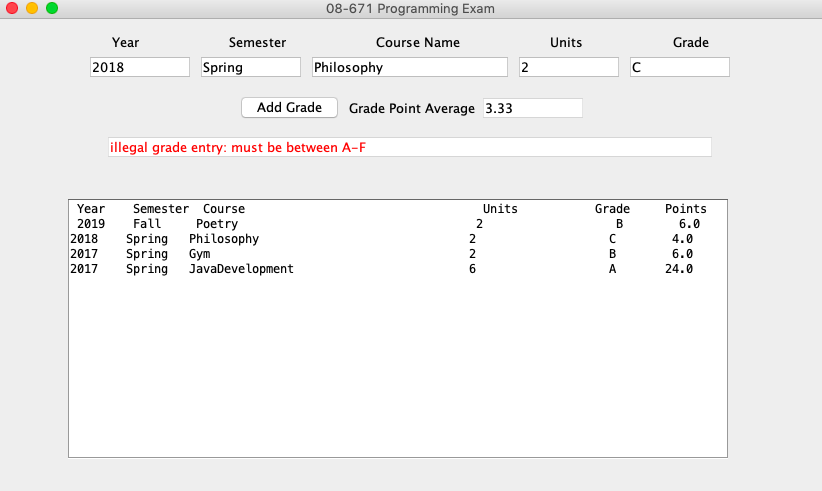 08-671 Programming Exam
Year Semester Course Name Units Grade
2018 Spring Philosophy 2 C
Add Grade Grade Point Average 3.33
illegal grade entry: must be between A-F
Year Semester Course Units Grade Points
2019 Fall Poetry 2 B 6.0
2018 Spring Philosophy 2 C 4.0
2017 Spring Gym 2 B 6.0
2017 Spring JavaDevelopment 6 A 24.0